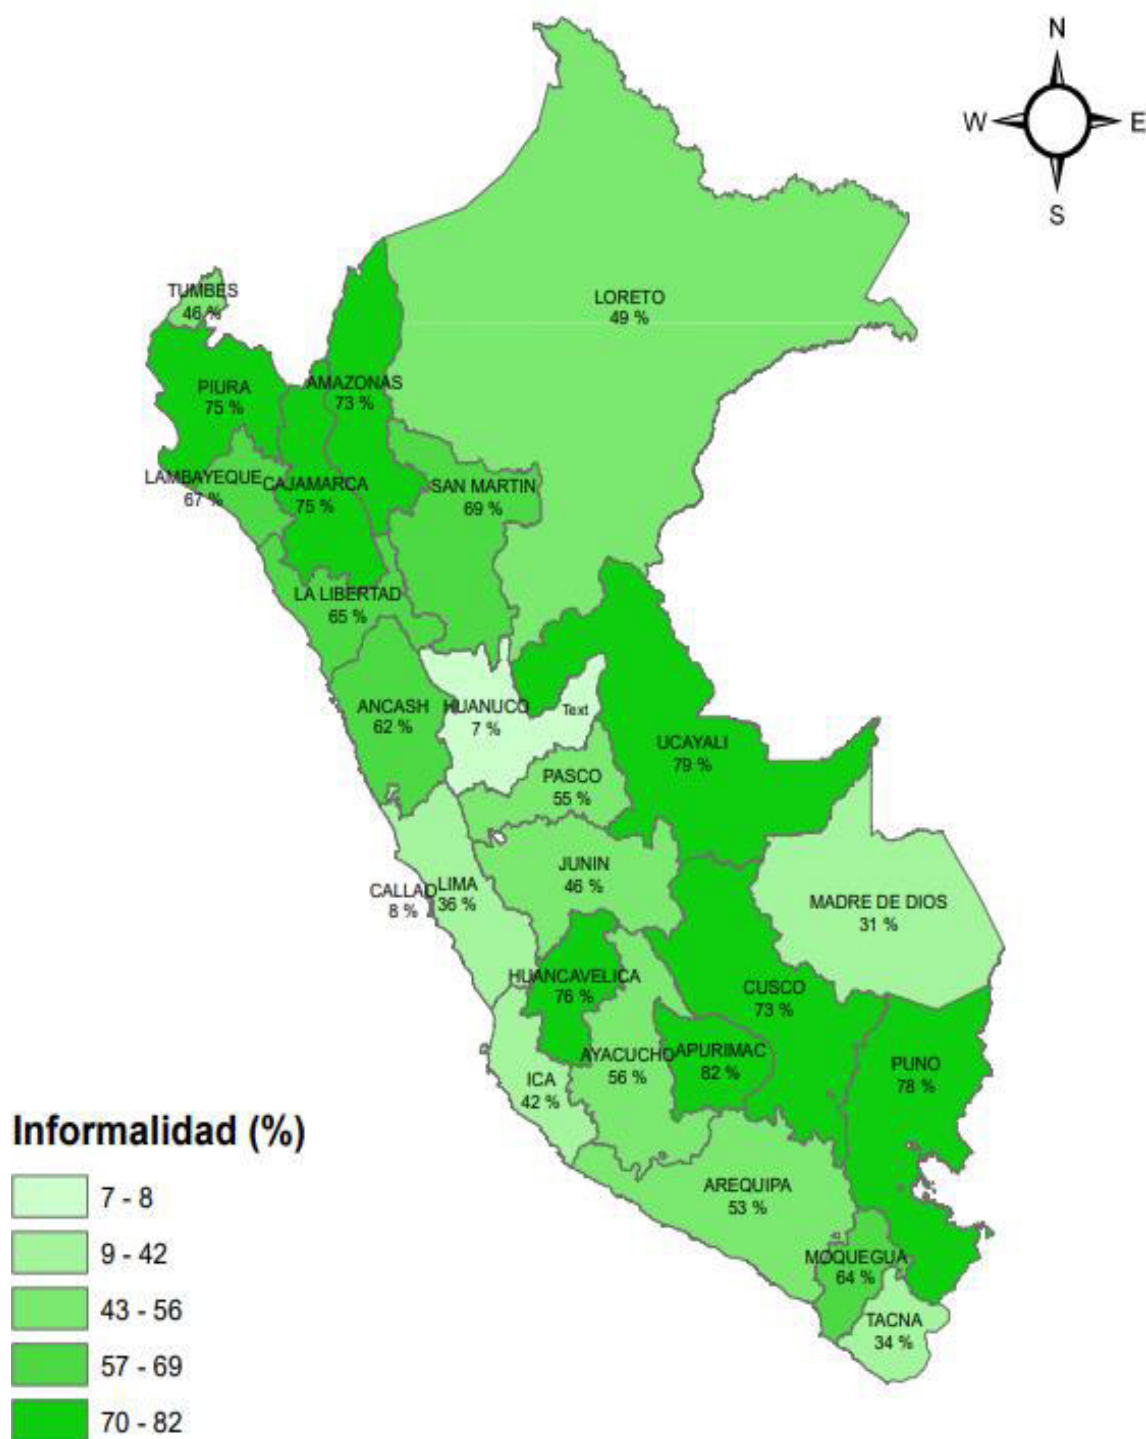 N
W
E
S
TUMBES
46 %
LORETO
49 %
PIURA
75 %
AMAZONAS
73 %
LAMBAYEQUE
67 %
CAJAMARCA
75 %
SAN MARTIN
69 %
LA LIBERTAD
65 %
ANCASH
62 %
HUANUCO
7 %
Text
UCAYALI
79 %
PASCO
55 %
JUNIN
46 %
CALLAO
8 %
LIMA
36 %
MADRE DE DIOS
31 %
HUANCAVELICA
76 %
CUSCO
73 %
AYACUCHO
56 %
APURIMAC
82 %
PUNO
78 %
ICA
42 %
AREQUIPA
53 %
MOQUEGUA
64 %
TACNA
34 %
Informalidad (%)
7 - 8
9 - 42
43 - 56
57 - 69
70 - 82